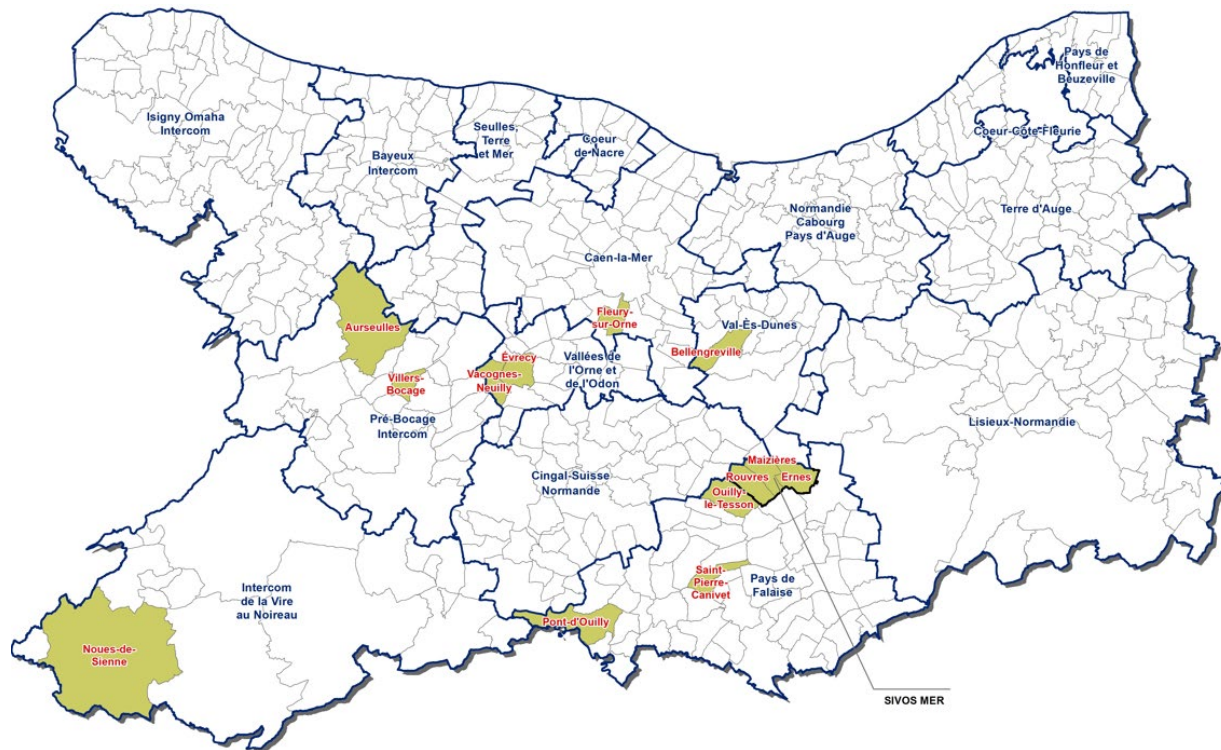 Pays de
Honfleur et
Beuzeville
Isigny Omaha
Intercom
Seulles,
Terre
et Mer
Coeur
de Nacre
Coeur-Côte-Fleurie
Bayeux
Intercom
Normandie
Cabourg
Pays d'Auge
Terre d'Auge
Caen-la-Mer
Fleury-
sur-Orne
Aurseulles
Val-Ès-Dunes
Bellengreville
Évrecy
Vallées de
l'Orne et
de l'Odon
Vacognes-
Neuilly
Villers-
Bocage
Pré-Bocage
Intercom
Lisieux-Normandie
Maizières
Cingal-Suisse
Normande
Rouvres
Ernes
Ouilly-
le-Tesson
Saint-
Pierre-
Canivet
Pays de
Falaise
Intercom
de la Vire
au Noireau
Pont-d'Ouilly
Noues-de-
Sienne
SIVOS MER